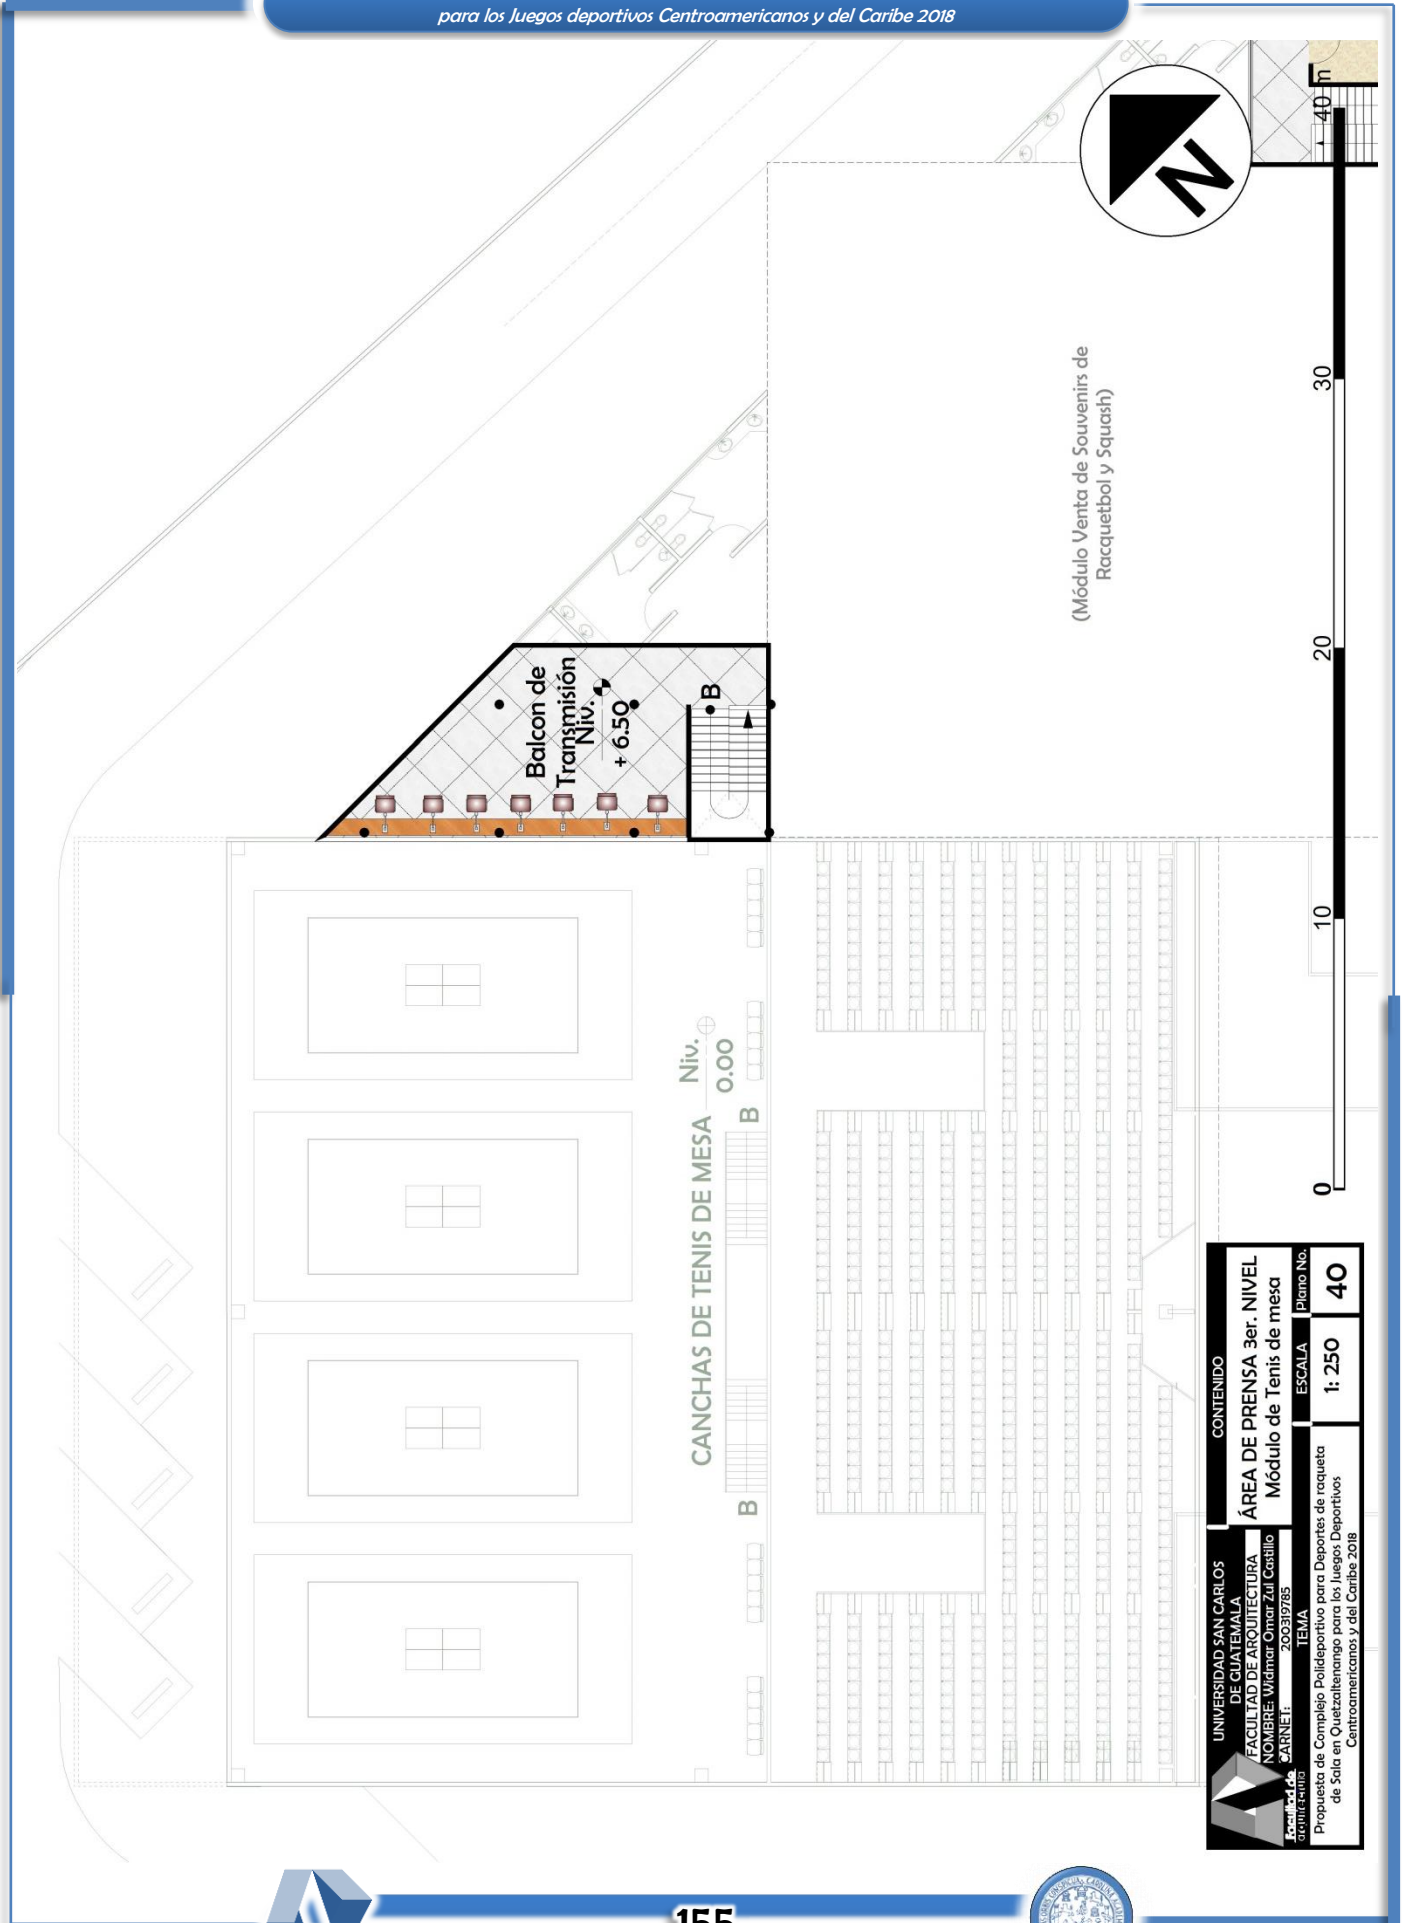 para los Juegos deportivos Centroamericanos y del Caribe 2018
N
40 m
30
20
10
0
(Módulo Venta de Souvenirs de
Racquetbol y Squash)
Balcon de
Transmisión
Niv.
+ 6.50
B
CANCHAS DE TENIS DE MESA
Niv.
0.00
B
B
UNIVERSIDAD SAN CARLOS
DE GUATEMALA
FACULTAD DE ARQUITECTURA
NOMBRE: Widmar Omar Zul Castillo
CARNET: 200319785
Facultad de
arquitectura
CONTENIDO
ÁREA DE PRENSA 3er. NIVEL
Módulo de Tenis de mesa
TEMA
Propuesta de Complejo Polideportivo para Deportes de raqueta
de Sala en Quetzaltenango para los Juegos Deportivos
Centroamericanos y del Caribe 2018
ESCALA
1: 250
Plano No.
40
155